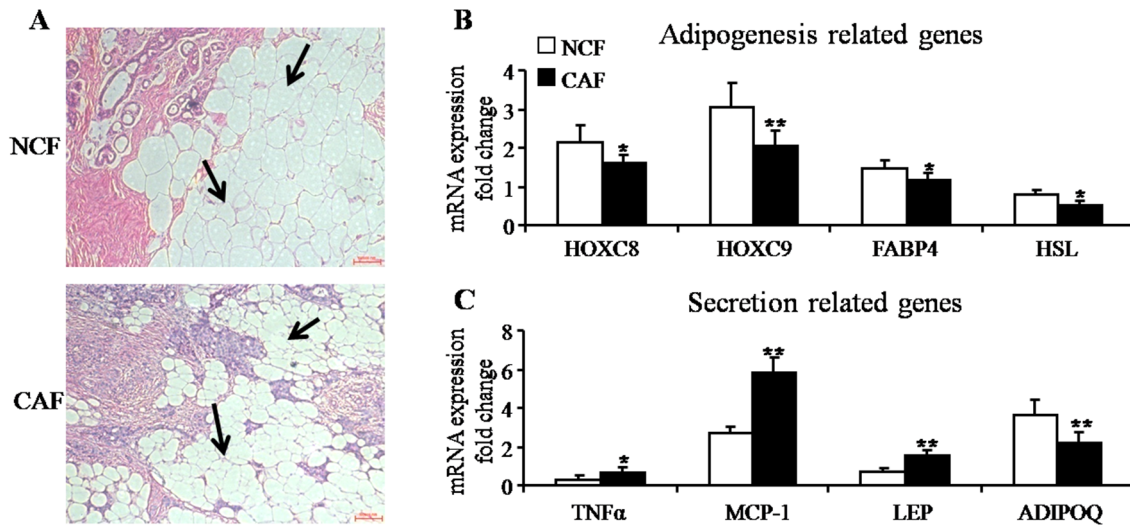 A
NCF
CAF
B
Adipogenesis related genes
NCF
CAF
mRNA expression
fold change
4
3
2
1
0
*
**
*
*
HOXC8 HOXC9 FABP4 HSL
C
Secretion related genes
mRNA expression
fold change
8
6
4
2
0
*
**
**
**
TNFα MCP-1 LEP ADIPOQ